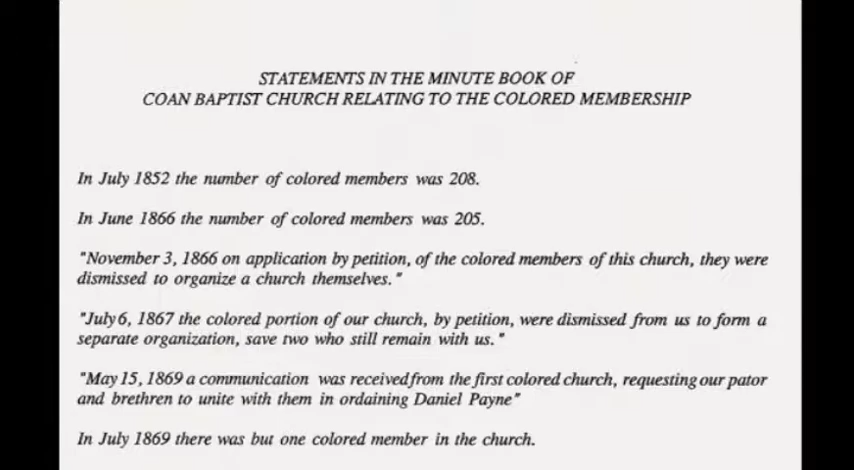 STATEMENTS IN THE MINUTE BOOK OF
COAN BAPTIST CHURCH RELATING TO THE COLORED MEMBERSHIP
In July 1852 the number of colored members was 208.
In June 1866 the number of colored members was 205.
"November 3, 1866 on application by petition, of the colored members of this church, they were
dismissed to organize a church themselves."
"July 6, 1867 the colored portion of our church, by petition, were dismissed from us to form a
separate organization, save two who still remain with us."
"May 15, 1869 a communication was received from the first colored church, requesting our pator
and brethren to unite with them in ordaining Daniel Payne"
In July 1869 there was but one colored member in the church.